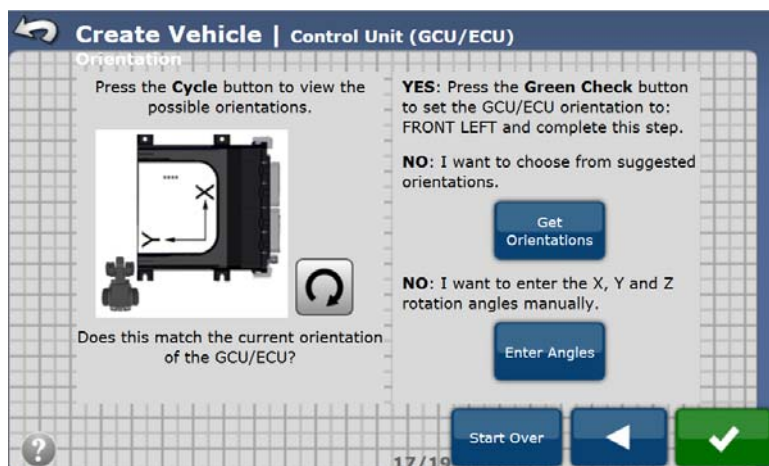 Create Vehicle | Control Unit (GCU/ECU)
Orientation
Press the Cycle button to view the
possible orientations.
X
Y
Does this match the current orientation
of the GCU/ECU?
YES: Press the Green Check button
to set the GCU/ECU orientation to:
FRONT LEFT and complete this step.
NO: I want to choose from suggested
orientations.
Get
Orientations
NO: I want to enter the X, Y and Z
rotation angles manually.
Enter Angles
?
17/19
Start Over